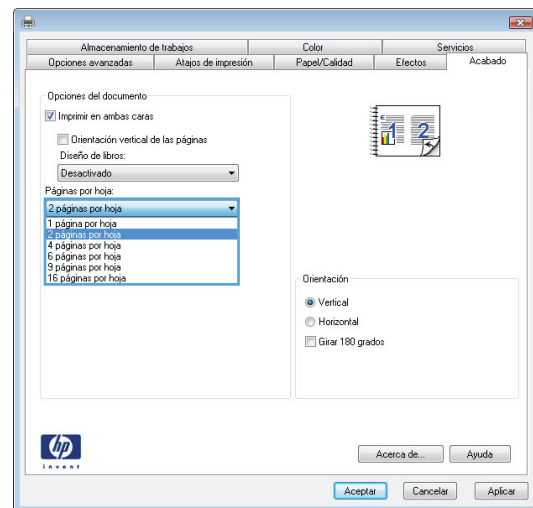 Almacenamiento de trabajos Color Servicios
Opciones avanzadas Atajos de impresión Papel/Calidad Efectos Acabado
Opciones del documento
Imprimir en ambas caras
Orientación vertical de las páginas
Diseño de libros:
Desactivado
Páginas por hoja:
2 páginas por hoja
1 página por hoja
2 páginas por hoja
4 páginas por hoja
6 páginas por hoja
9 páginas por hoja
16 páginas por hoja
1 2
Orientación
Vertical
Horizontal
Girar 180 grados
hp
invent
Acerca de... Ayuda
Aceptar Cancelar Aplicar